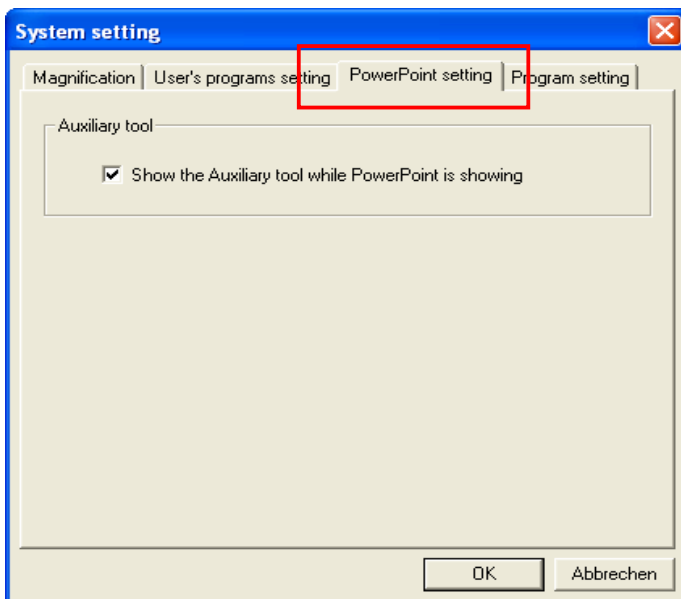 System setting
Magnification User's programs setting PowerPoint setting Program setting
Auxiliary tool
Show the Auxiliary tool while PowerPoint is showing
OK Abbrechen